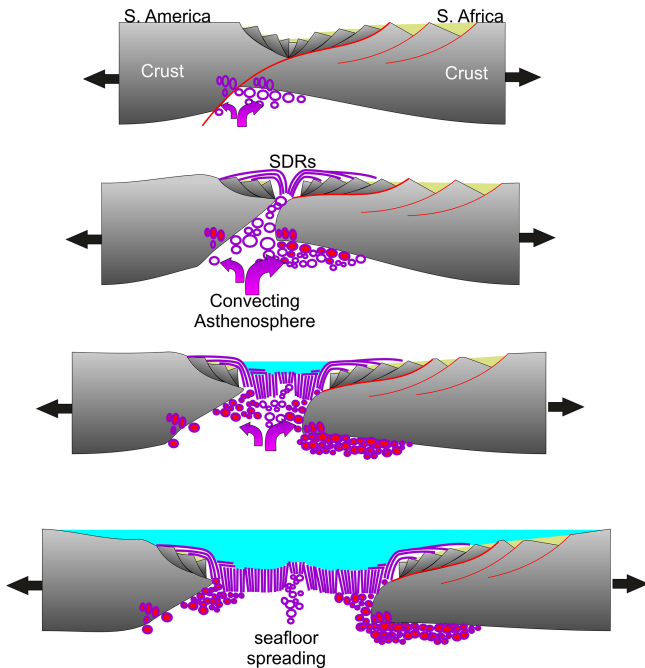 S. America
S. Africa
Crust
Crust
SDRs
Convecting
Asthenosphere
seafloor
spreading